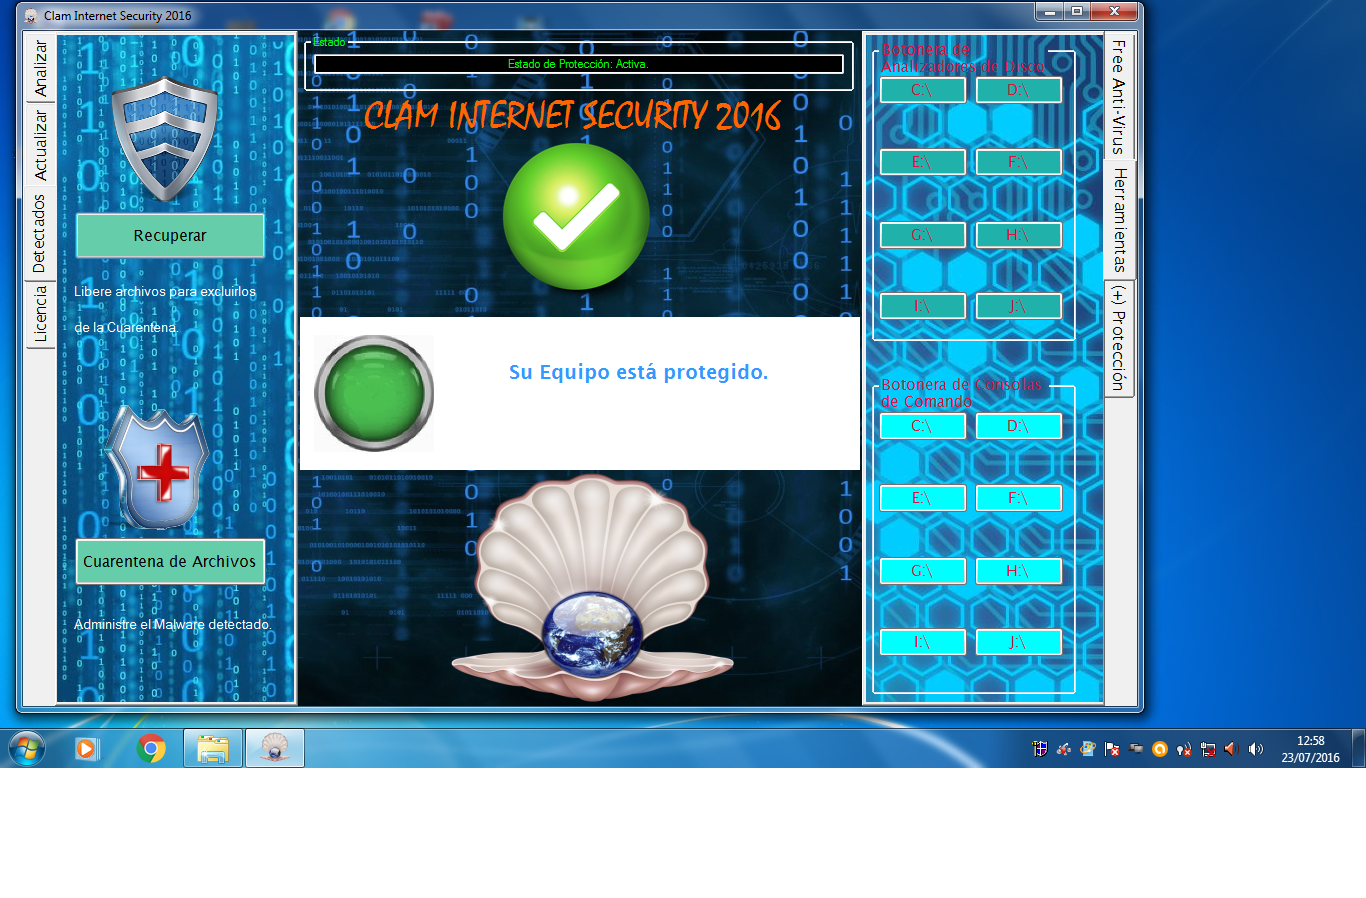 Clam Internet Security 2016
Analizar
Actualizar
Detectados
Licencia
Recuperar
Libere archivos para excluirlos
de la Cuarentena.
Cuarentena de Archivos
Administre el Malware detectado.
Estado
Estado de Protección: Activa.
CLAM INTERNET SECURITY 2016
Su Equipo está protegido.
Botonera de
Analizadores de Disco
C:\ D:\
E:\ F:\
G:\ H:\
I:\ J:\
Botonera de Consolas
de Comando
C:\ D:\
E:\ F:\
G:\ H:\
I:\ J:\
Free Anti-Virus
Herramientas
(+) Protección
12:58
23/07/2016